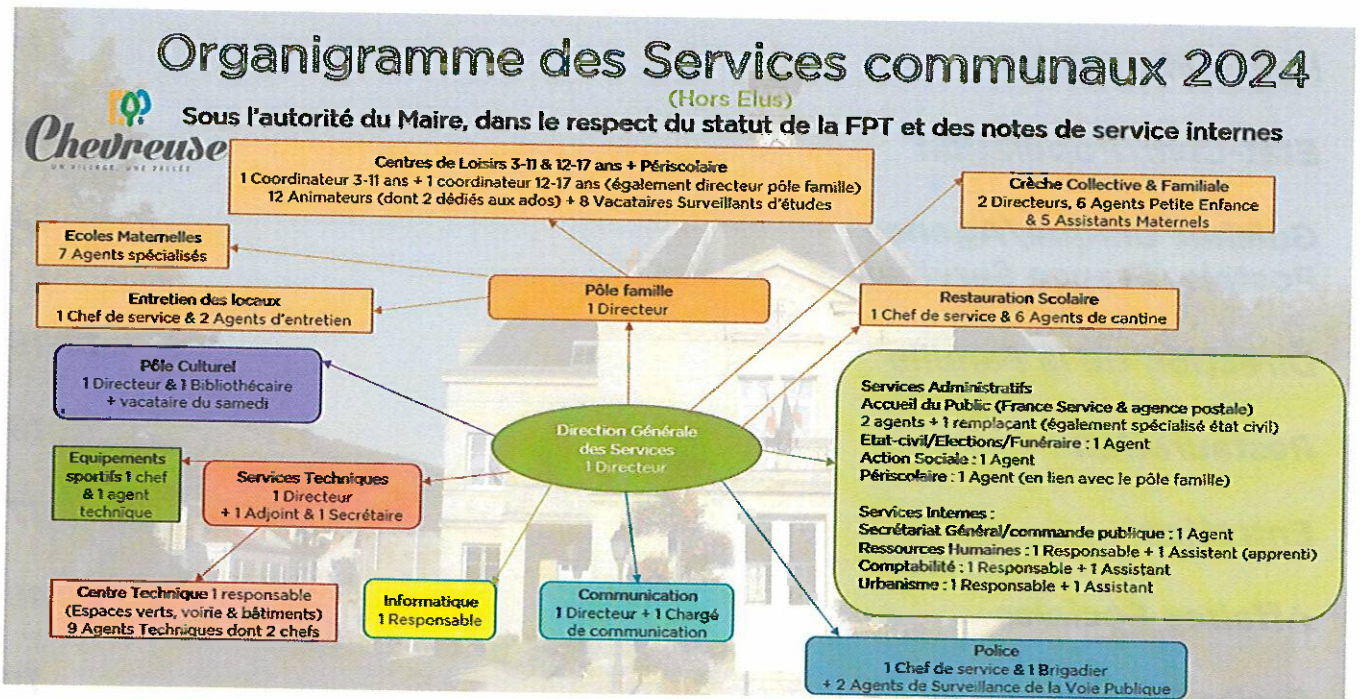 Organigramme des Services communaux 2024
(Hors Elus)
Sous l'autorité du Maire, dans le respect du statut de la FPT et des notes de service internes
Chevreuse
UN VILLAGE, UNE VALLÉE
Centres de Loisirs 3-11 & 12-17 ans + Périscolaire
1 Coordinateur 3-11 ans + 1 coordinateur 12-17 ans (également directeur pôle famille)
12 Animateurs (dont 2 dédiés aux ados) + 8 Vacataires Surveillants d'études
Crèche Collective & Familiale
2 Directeurs, 6 Agents Petite Enfance
& 5 Assistants Maternels
Ecoles Maternelles
7 Agents spécialisés
Pôle famille
1 Directeur
Entretien des locaux
1 Chef de service & 2 Agents d'entretien
Restauration Scolaire
1 Chef de service & 6 Agents de cantine
Pôle Culturel
1 Directeur & 1 Bibliothécaire
+ vacataire du samedi
Direction Générale
des Services
1 Directeur
Services Administratifs
Accueil du Public (France Service & agence postale)
2 agents + 1 remplaçant (également spécialisé état civil)
Etat-civil/Elections/Funéraire : 1 Agent
Action Sociale : 1 Agent
Périscolaire : 1 Agent (en lien avec le pôle famille)
Services Internes :
Secrétariat Général/commande publique : 1 Agent
Ressources Humaines : 1 Responsable + 1 Assistant (apprenti)
Comptabilité : 1 Responsable + 1 Assistant
Urbanisme : 1 Responsable + 1 Assistant
Equipements
sportifs 1 chef
& 1 agent
technique
Services Techniques
1 Directeur
+ 1 Adjoint & 1 Secrétaire
Centre Technique 1 responsable
(Espaces verts, voirie & bâtiments)
9 Agents Techniques dont 2 chefs
Informatique
1 Responsable
Communication
1 Directeur + 1 Chargé
de communication
Police
1 Chef de service & 1 Brigadier
+ 2 Agents de Surveillance de la Voie Publique